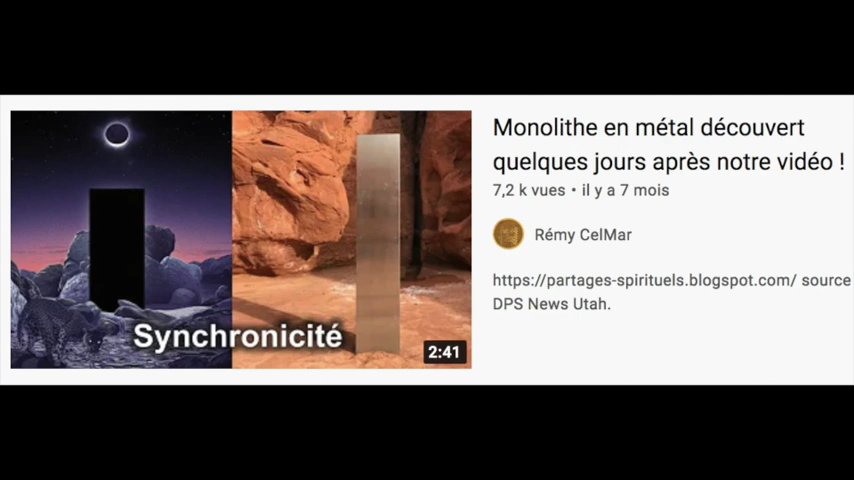 Monolithe en métal découvert
quelques jours après notre vidéo !
7,2 k vues • il y a 7 mois
Rémy CelMar
https://partages-spirituels.blogspot.com/ source
DPS News Utah.
Synchronicité
2:41